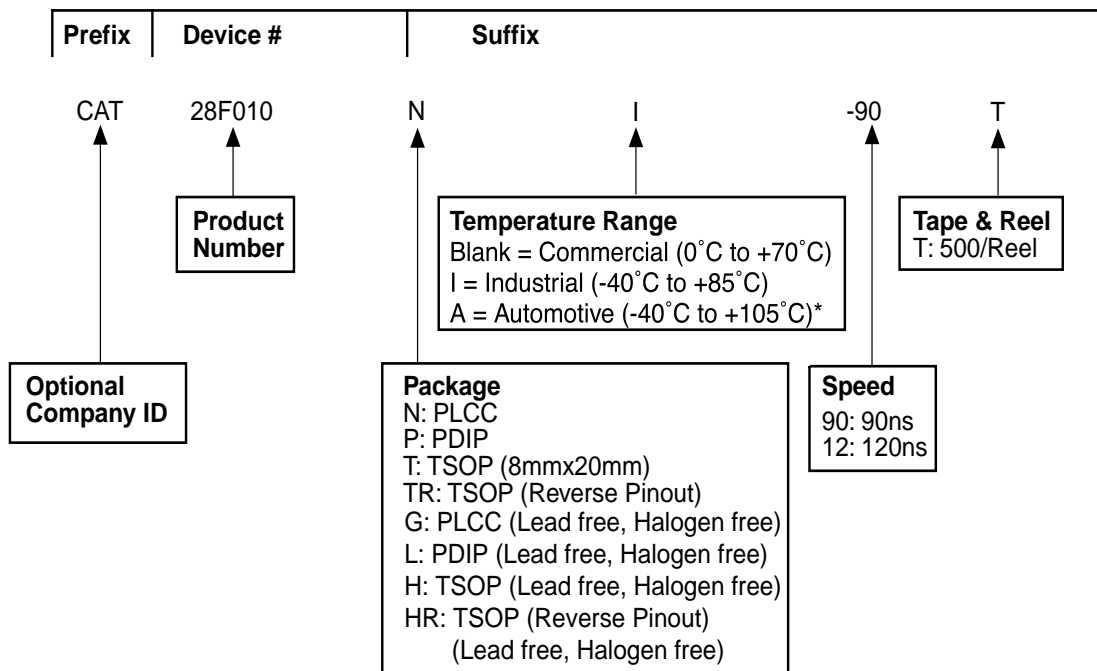 Prefix Device # Suffix
CAT 28F010 N I -90 T
Product
Number
Temperature Range
Blank = Commercial (0˚C to +70˚C)
I = Industrial (-40˚C to +85˚C)
A = Automotive (-40˚C to +105˚C)*
Tape & Reel
T: 500/Reel
Optional
Company ID
Package
N: PLCC
P: PDIP
T: TSOP (8mmx20mm)
TR: TSOP (Reverse Pinout)
G: PLCC (Lead free, Halogen free)
L: PDIP (Lead free, Halogen free)
H: TSOP (Lead free, Halogen free)
HR: TSOP (Reverse Pinout)
(Lead free, Halogen free)
Speed
90: 90ns
12: 120ns